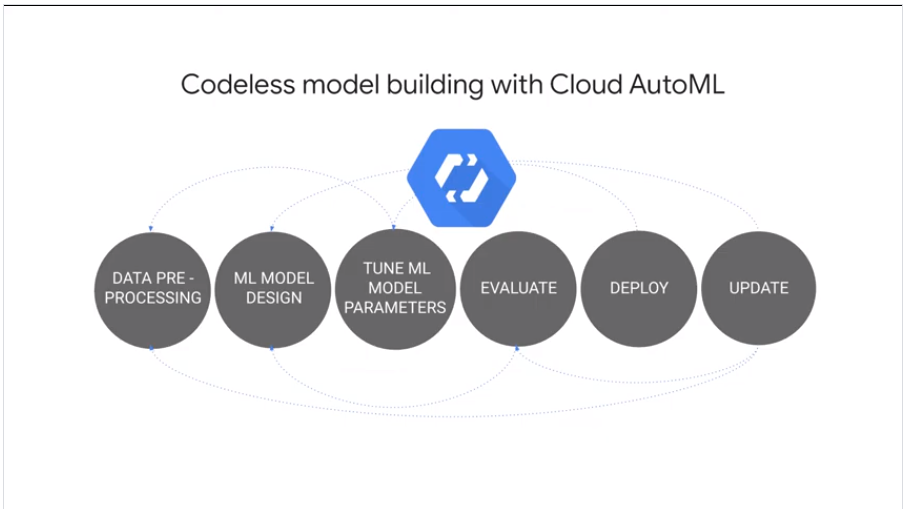 Codeless model building with Cloud AutoML
DATA PRE -
PROCESSING
ML MODEL
DESIGN
TUNE ML
MODEL
PARAMETERS
EVALUATE
DEPLOY
UPDATE